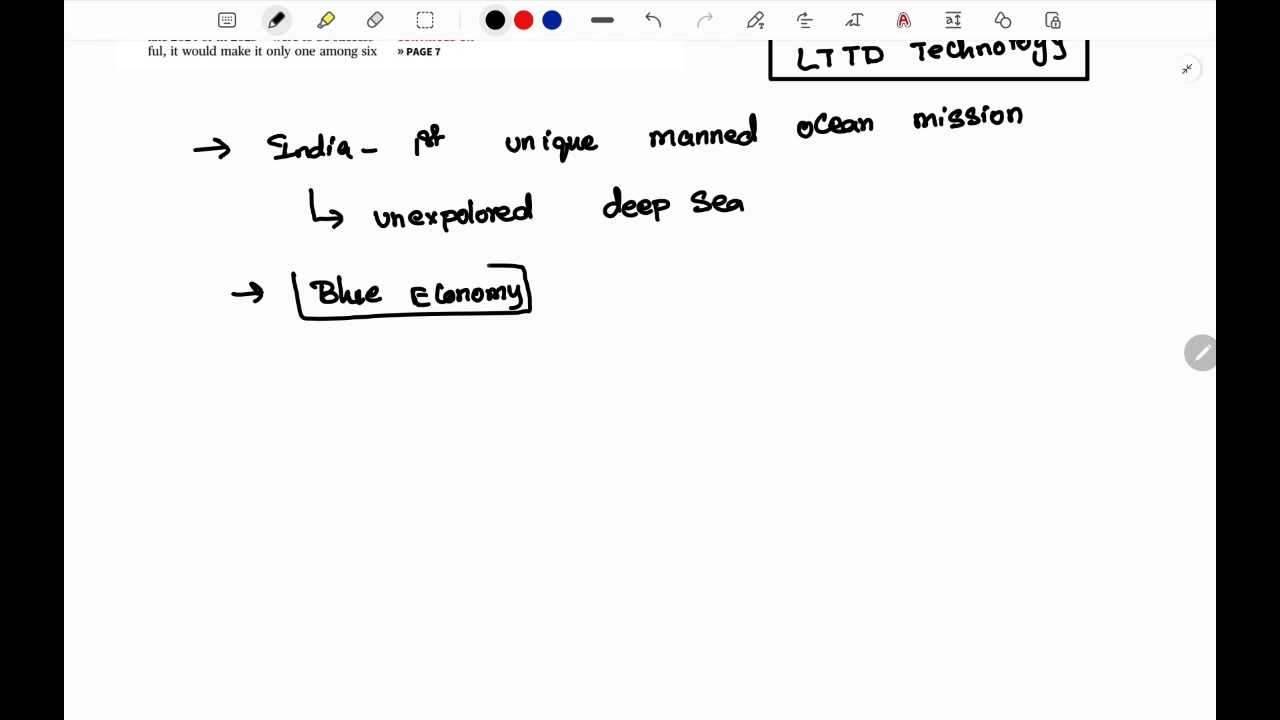 ful, it would make it only one among six
» PAGE 7
LTTD Technology
→ India - 1st unique manned ocean mission
↳ unexpolored deep sea
→ Blue Economy